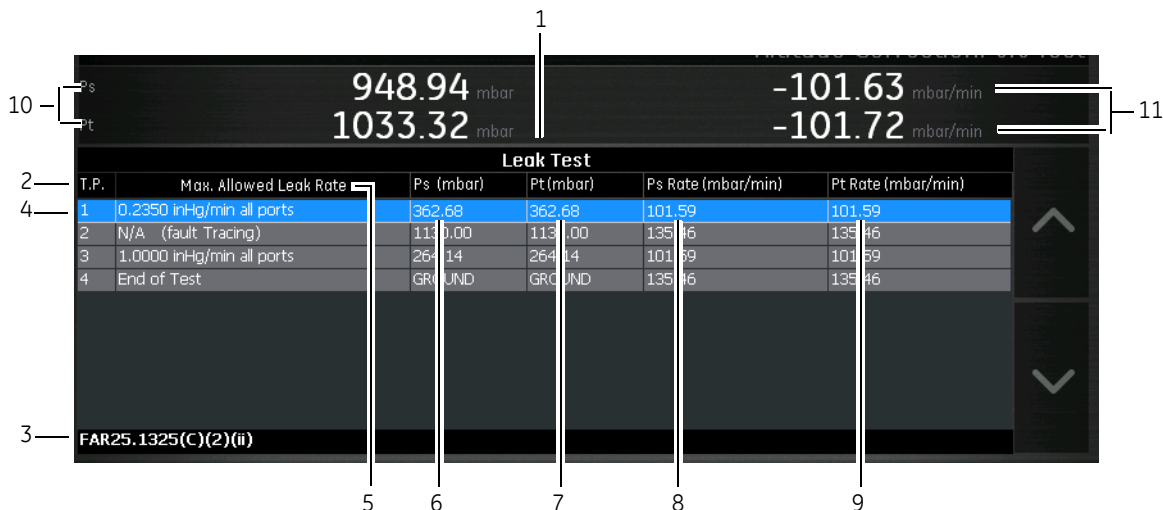 1
Ps 948.94 mbar -101.63 mbar/min
10 11
Pt 1033.32 mbar -101.72 mbar/min
Leak Test
2 T.P. Max. Allowed Leak Rate Ps (mbar) Pt(mbar) Ps Rate (mbar/min) Pt Rate (mbar/min)
4 1 0.2350 inHg/min all ports 362.68 362.68 101.59 101.59
2 N/A (fault Tracing)
3 1.0000 inHg/min all ports
4 End of Test GROUND GROUND
3 FAR25.1325(C)(2)(ii)
5 6 7 8 9